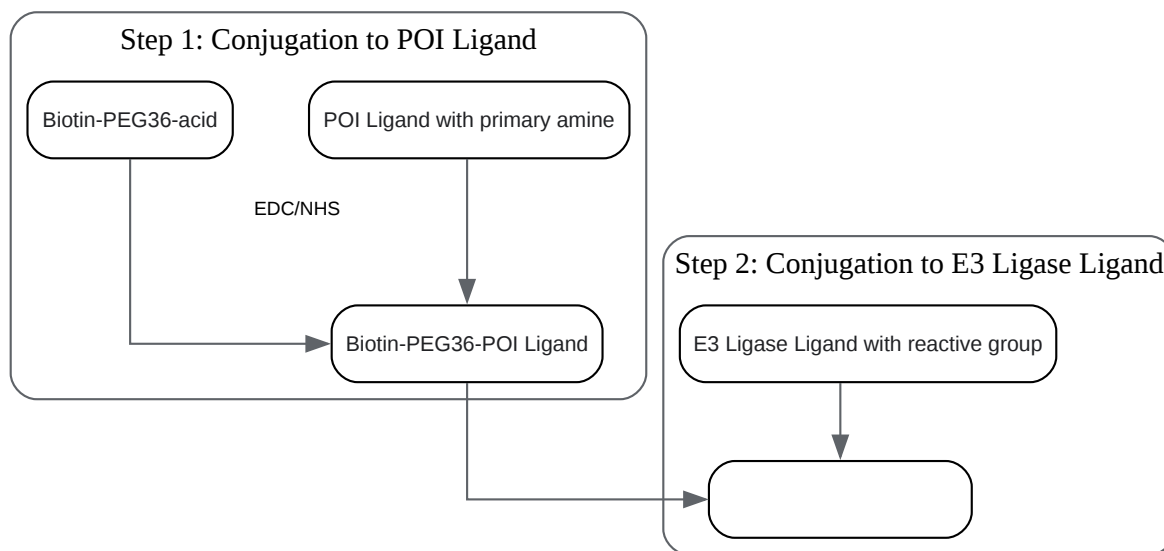 Step 1: Conjugation to POI Ligand
Biotin-PEG36-acid
POI Ligand with primary amine
EDC/NHS
Biotin-PEG36-POI Ligand
Step 2: Conjugation to E3 Ligase Ligand
E3 Ligase Ligand with reactive group